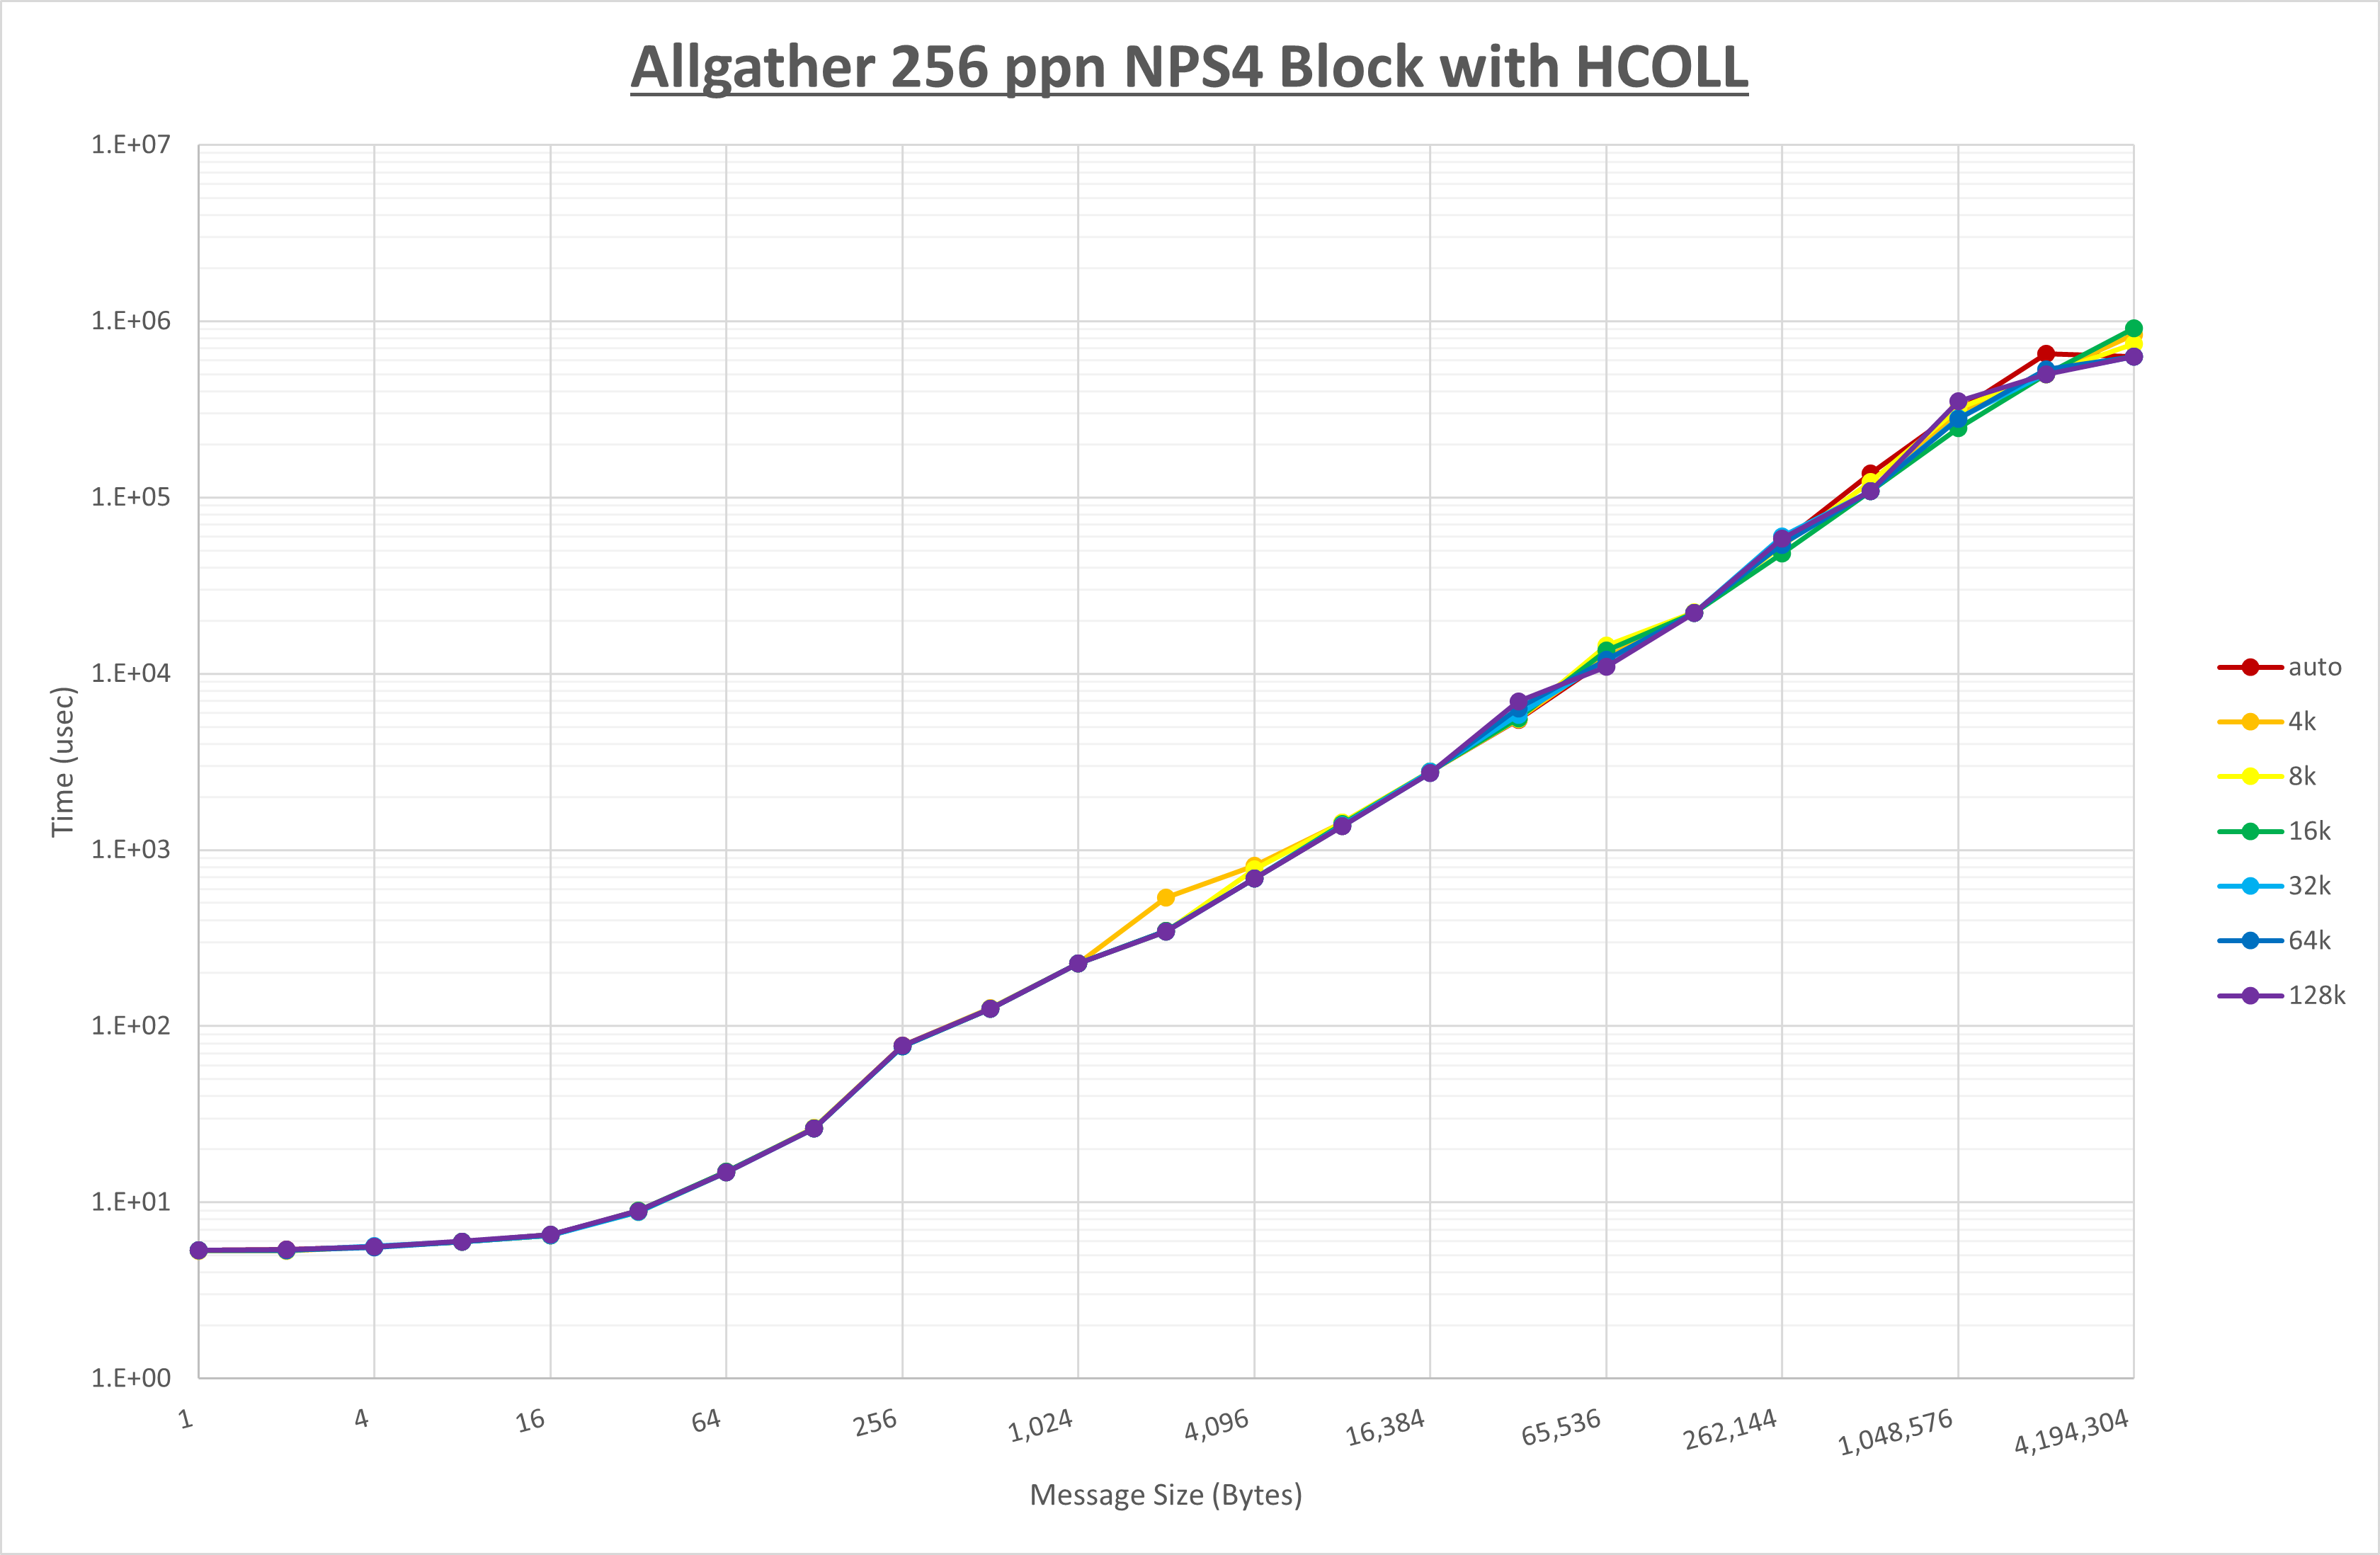 Allgather 256 ppn NPS4 Block with HCOLL
1.E+07
1.E+06
1.E+05
1.E+04
1.E+03
1.E+02
1.E+01
1.E+00
Time (usec)
1
4
16
64
256
1,024
4,096
16,384
65,536
262,144
1,048,576
4,194,304
Message Size (Bytes)
auto
4k
8k
16k
32k
64k
128k